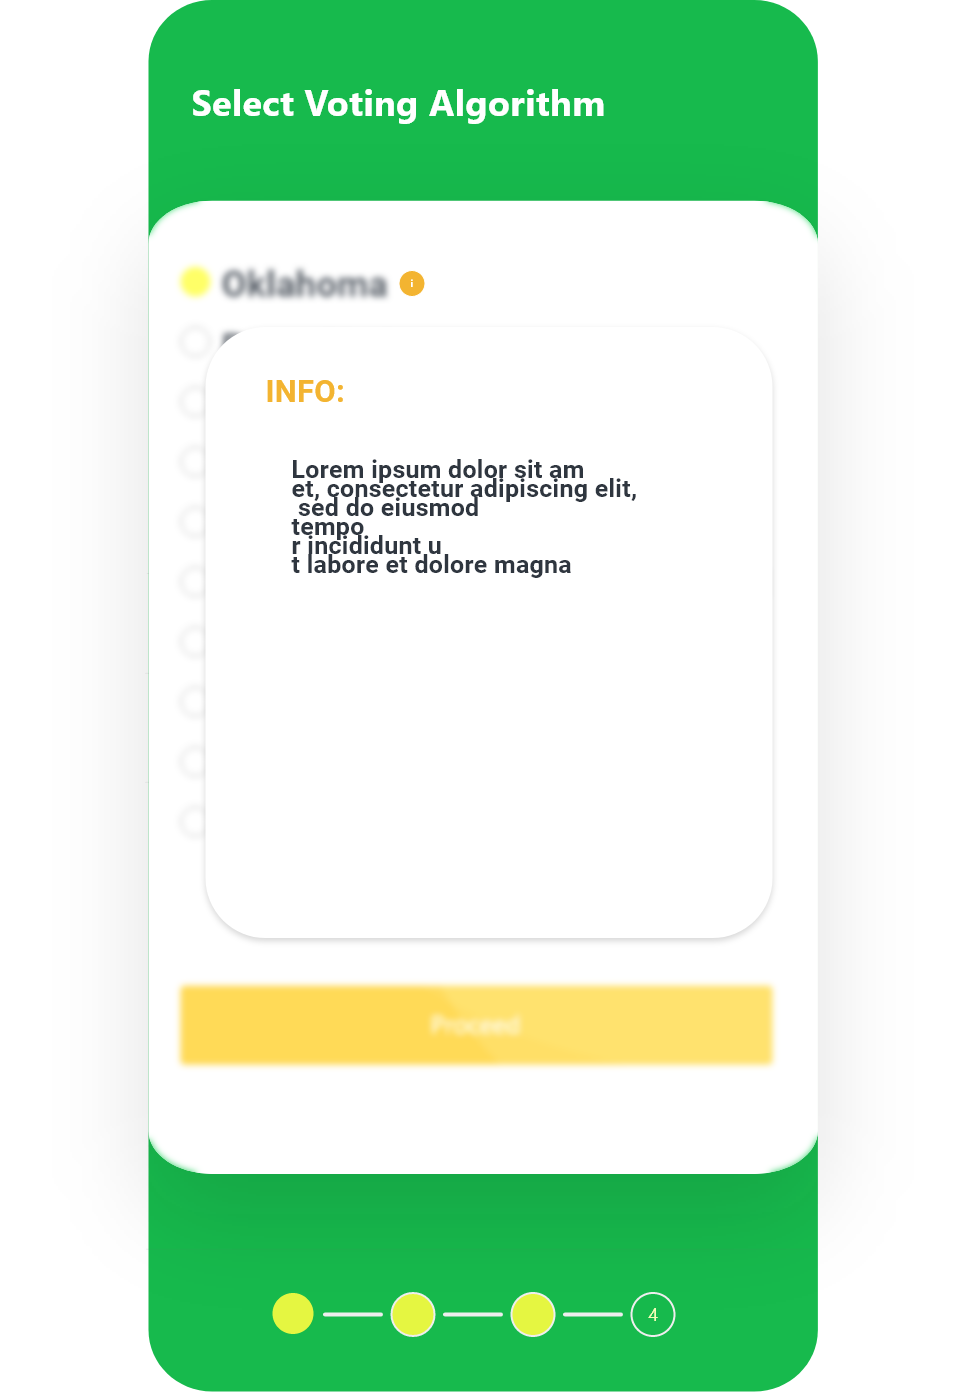 Select Voting Algorithm
Oklahoma i
INFO:
Lorem ipsum dolor sit am
et, consectetur adipiscing elit,
sed do eiusmod
tempo
r incididunt u
t labore et dolore magna
Proceed
4